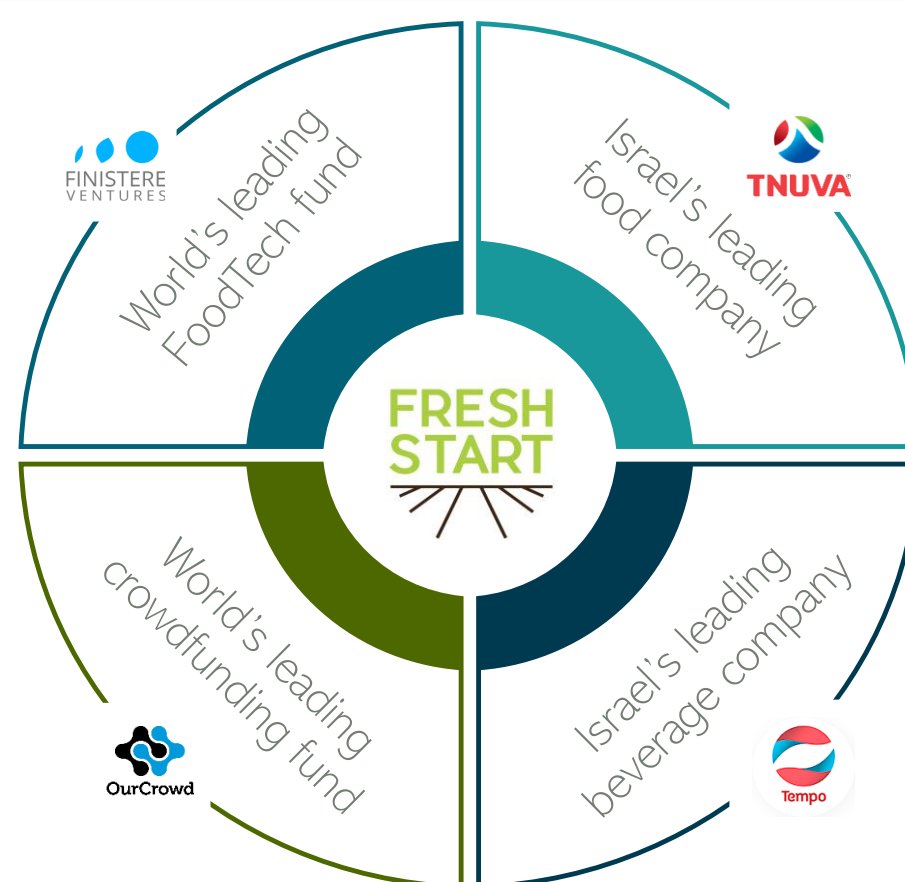 FINISTERE
VENTURES
World's leading
FoodTech fund
TNUVA®
Israel's leading
food company
FRESH
START
World's leading
crowdfunding fund
OurCrowd
Israel's leading
beverage company
Tempo